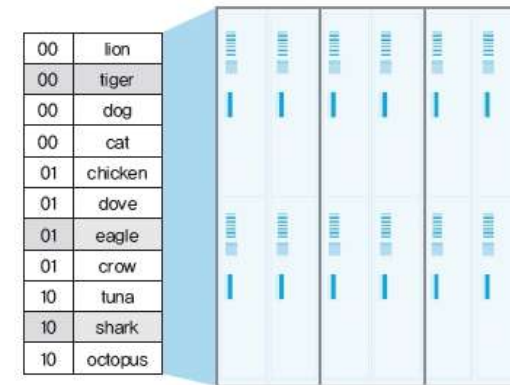 00 lion
00 tiger
00 dog
00 cat
01 chicken
01 dove
01 eagle
01 crow
10 tuna
10 shark
10 octopus